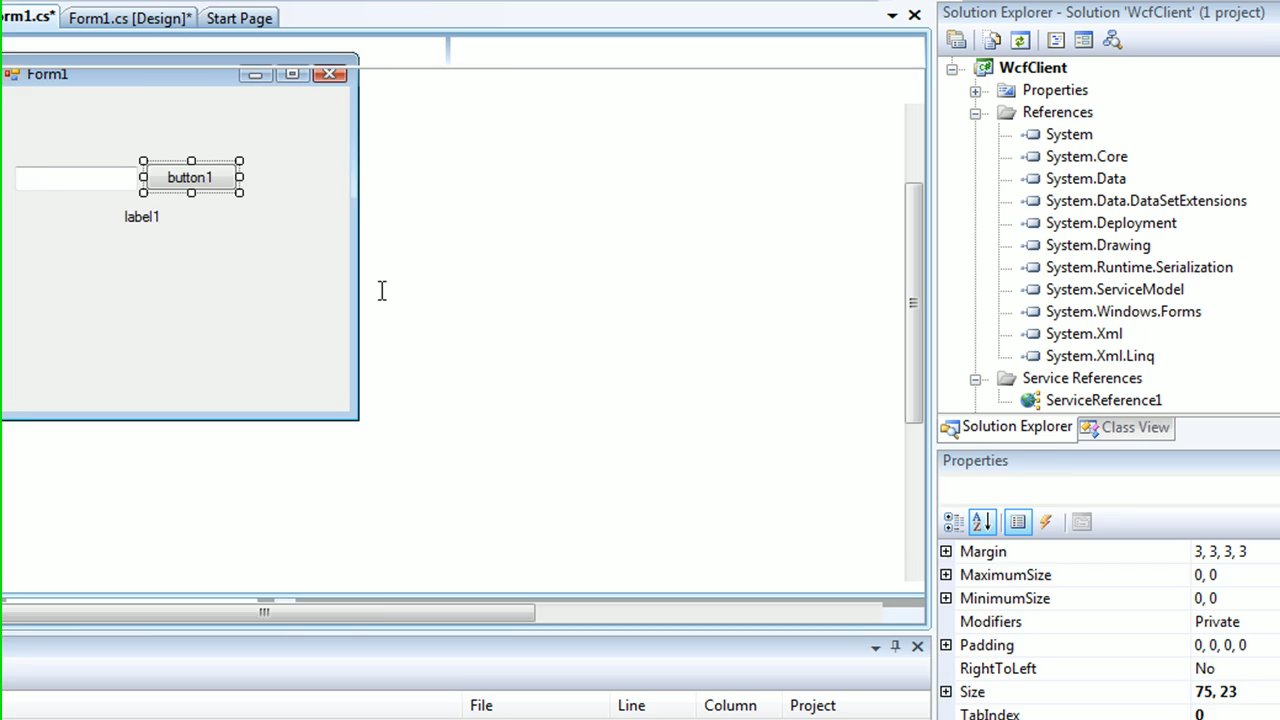 rm1.cs* Form1.cs [Design]* Start Page
Form1
button1
label1
Solution Explorer - Solution 'WcfClient' (1 project)
WcfClient
Properties
References
System
System.Core
System.Data
System.Data.DataSetExtensions
System.Deployment
System.Drawing
System.Runtime.Serialization
System.ServiceModel
System.Windows.Forms
System.Xml
System.Xml.Linq
Service References
ServiceReference1
Solution Explorer Class View
Properties
Margin 3, 3, 3, 3
MaximumSize 0, 0
MinimumSize 0, 0
Modifiers Private
Padding 0, 0, 0, 0
RightToLeft No
Size 75, 23
TabIndex 0
File Line Column Project